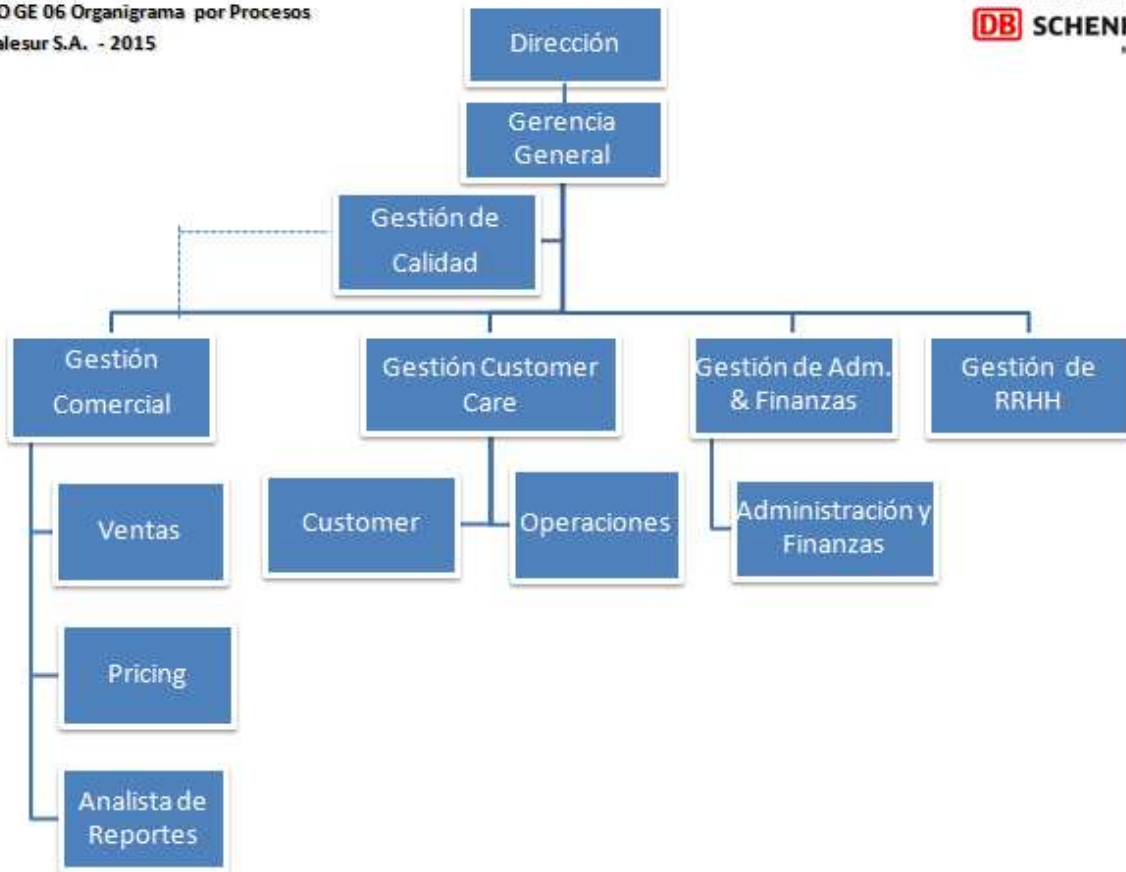 GE 06 Organigrama por Procesos
S.A. - 2015
DB
Dirección
Gerencia
General
Gestión de
Calidad
Gestión
Comercial
Gestión Customer
Care
Gestión de Adm.
& Finanzas
Gestión de
RRHH
Ventas
Customer
Operaciones
Administración y
Finanzas
Pricing
Analista de
Reportes